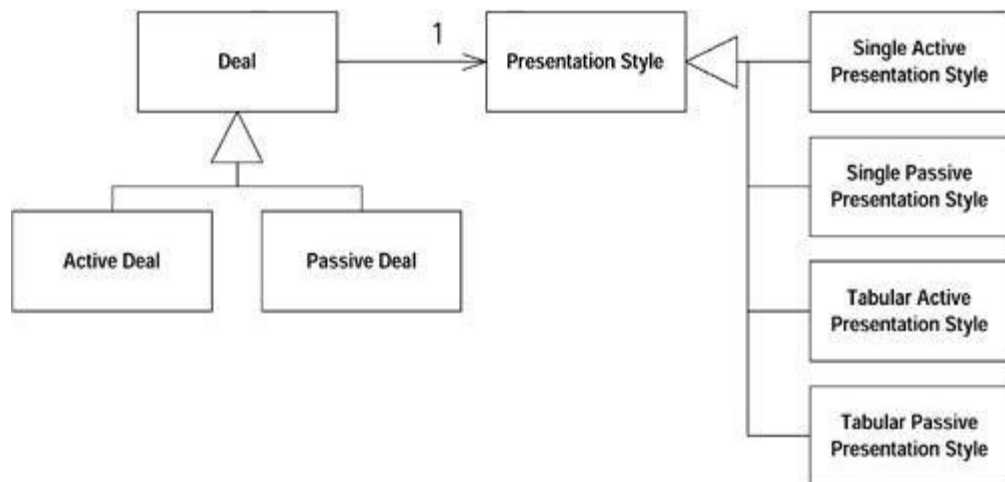 Deal
1
Presentation Style
Single Active
Presentation Style
Single Passive
Presentation Style
Active Deal
Passive Deal
Tabular Active
Presentation Style
Tabular Passive
Presentation Style